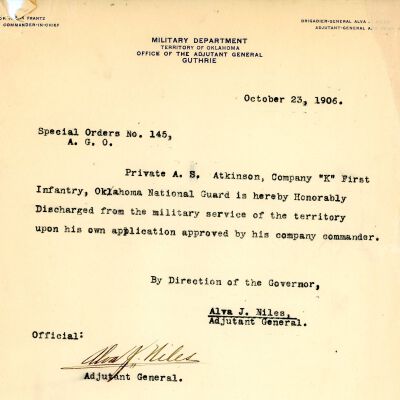 FRANTZ
COMMANDER-IN-CHIEF
BRIGADIER-GENERAL ALVA
ADJUTANT-GENERAL A.
MILITARY DEPARTMENT
TERRITORY OF OKLAHOMA
OFFICE OF THE ADJUTANT GENERAL
GUTHRIE
October 23, 1906.
Special Orders No. 145,
A. G. O.
Private A. S. Atkinson, Company "K" First
Infantry, Oklahoma National Guard is hereby Honorably
Discharged from the military service of the territory
upon his own application approved by his company commander.
By Direction of the Governor,
Alva J. Niles,
Adjutant General.
Official:
Alva J. Niles
Adjutant General.